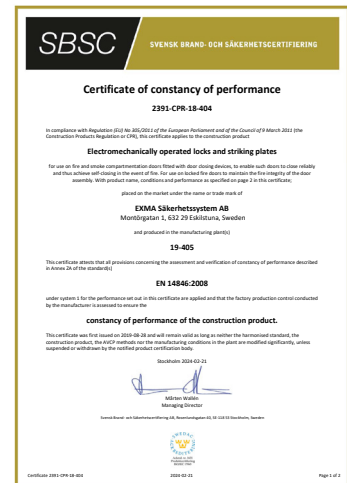 SBSC
SVENSK BRAND- OCH SÄKERHETSCERTIFIERING
Certificate of constancy of performance
2391-CPR-18-404
In compliance with Regulation (EU) No 305/2011 of the European Parliament and of the Council of 9 March 2011 (the
Construction Products Regulation or CPR), this certificate applies to the construction product
Electromechanically operated locks and striking plates
for use on fire and smoke compartmentation doors fitted with door closing devices, to enable such doors to close reliably
and thus achieve self-closing in the event of fire. For use on locked fire doors to maintain the fire integrity of the door
assembly. With product name, conditions and performance as specified on page 2 in this certificate;
placed on the market under the name or trade mark of
EXMA Säkerhetssystem AB
Montörgatan 1, 632 29 Eskilstuna, Sweden
and produced in the manufacturing plant(s)
19-405
This certificate attests that all provisions concerning the assessment and verification of constancy of performance described
in Annex ZA of the standard(s)
EN 14846:2008
under system 1 for the performance set out in this certificate are applied and that the factory production control conducted
by the manufacturer is assessed to ensure the
constancy of performance of the construction product.
This certificate was first issued on 2019-08-28 and will remain valid as long as neither the harmonised standard, the
construction product, the AVCP methods nor the manufacturing conditions in the plant are modified significantly, unless
suspended or withdrawn by the notified product certification body.
Stockholm 2024-02-21
Mårten Wallén
Managing Director
Svensk Brand- och Säkerhetscertifiering AB,
Sweden
SWEDAC
Certificate 2391-CPR-18-404
2024-02-21
Page 1 of 2